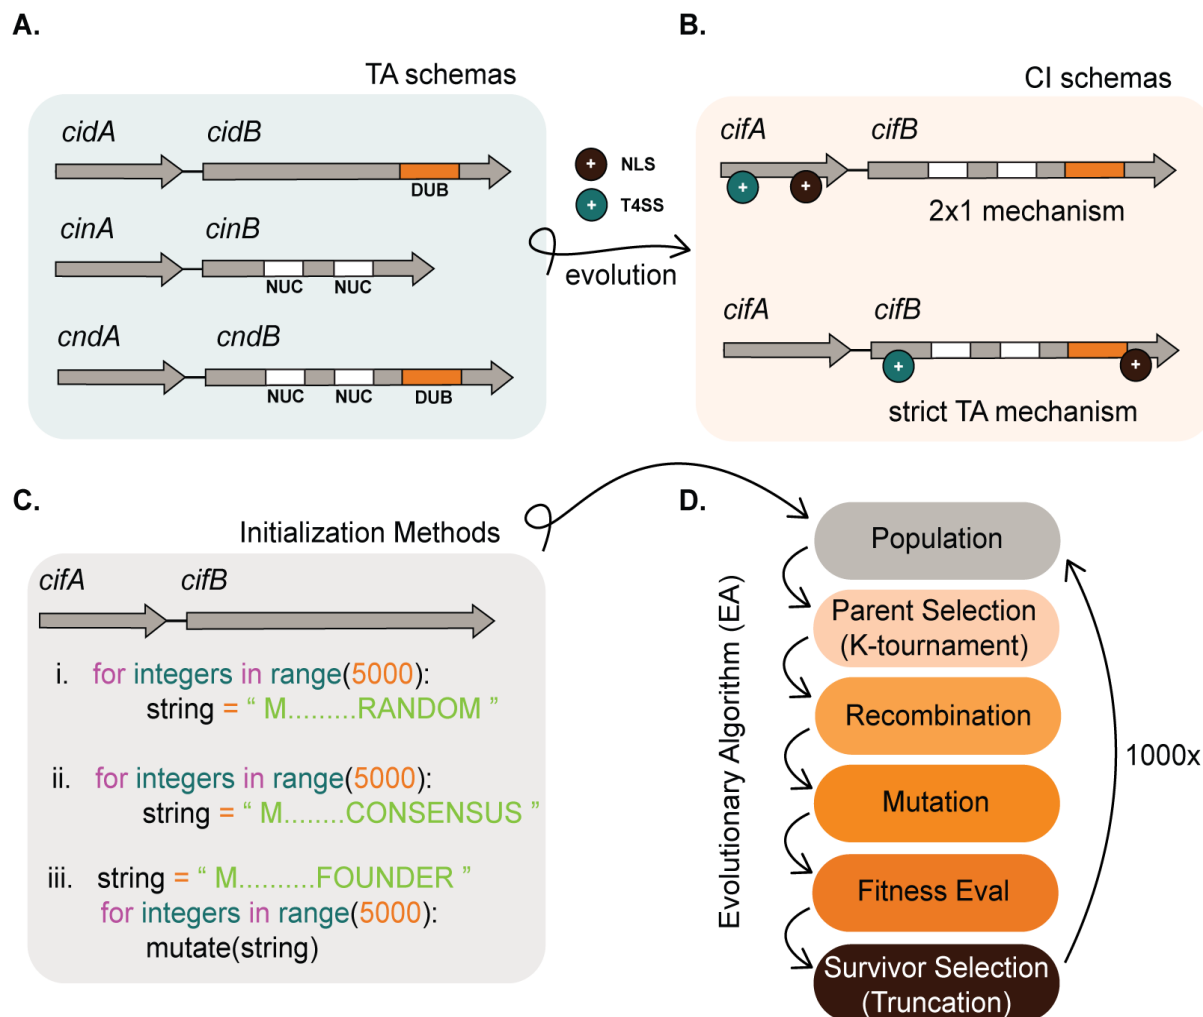 A.
TA schemas
cidA cidB
DUB
cinA cinB
NUC NUC
cndA cndB
NUC NUC DUB
+ NLS
+ T4SS
evolution
B.
CI schemas
cifA cifB
+ +
2x1 mechanism
cifA cifB
+ +
strict TA mechanism
C.
Initialization Methods
cifA cifB
i. for integers in range(5000):
string = “ M.........RANDOM ”
ii. for integers in range(5000):
string = “ M........CONSENSUS ”
iii. string = “ M..........FOUNDER ”
for integers in range(5000):
mutate(string)
D.
Evolutionary Algorithm (EA)
Population
Parent Selection
(K-tournament)
Recombination
Mutation
Fitness Eval
Survivor Selection
(Truncation)
1000x